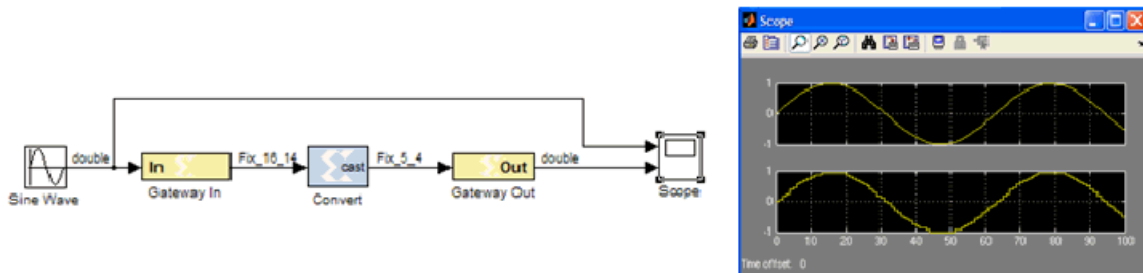 double
In
Fix_16_14
cast
Fix_5_4
Out
double
Sine Wave
Gateway In
Convert
Gateway Out
Scope
Scope
1
0
-1
1
0
-1
0 10 20 30 40 50 60 70 80 90 100
Time offset: 0